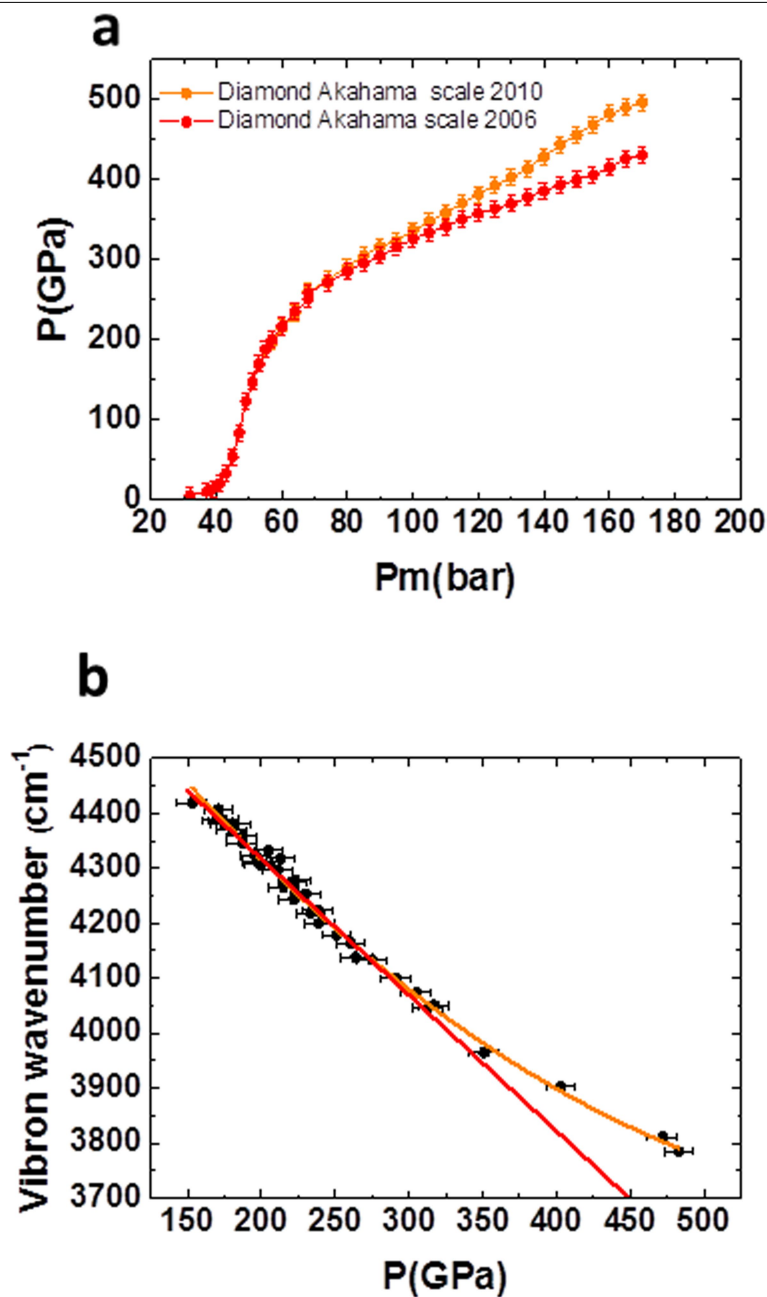 a
P(GPa)
500
400
300
200
100
0
Diamond Akahama scale 2010
Diamond Akahama scale 2006
20 40 60 80 100 120 140 160 180 200
Pm(bar)
b
Vibron wavenumber (cm⁻¹)
4500
4400
4300
4200
4100
4000
3900
3800
3700
150 200 250 300 350 400 450 500
P(GPa)